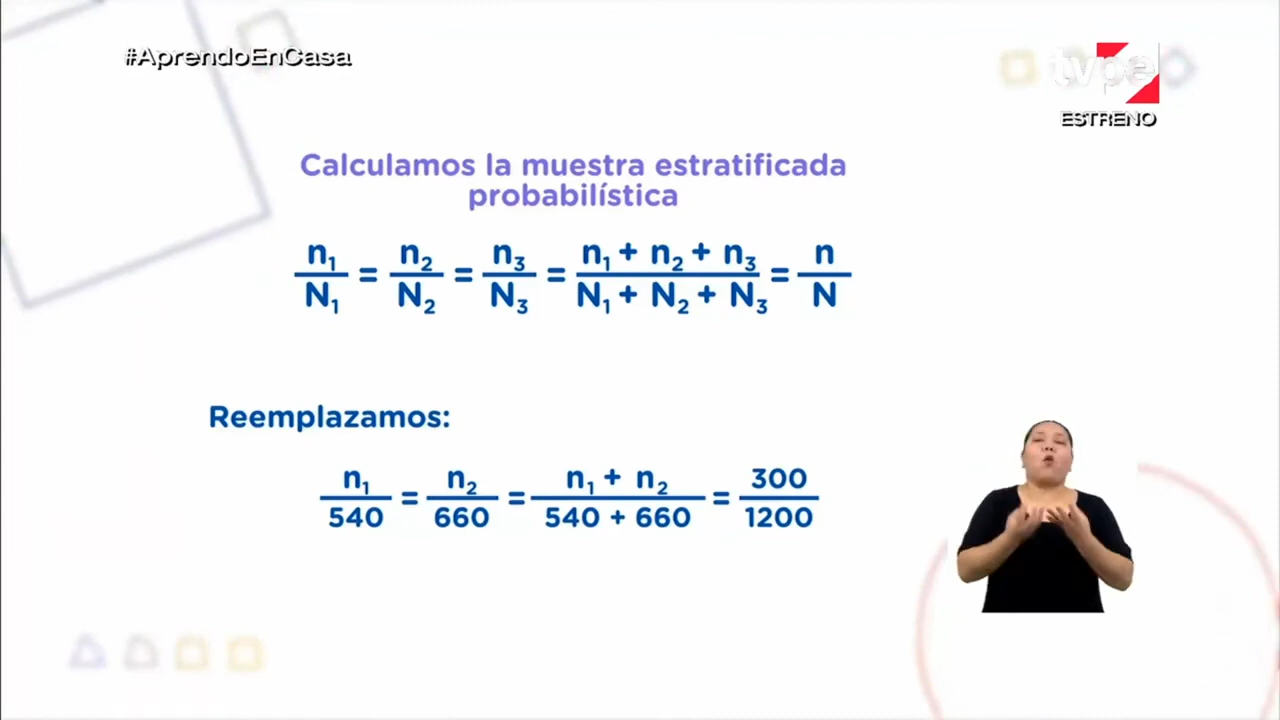 #AprendoEnCasa
tvpe
ESTRENO
Calculamos la muestra estratificada
probabilística
n₁/N₁ = n₂/N₂ = n₃/N₃ = n₁ + n₂ + n₃/N₁ + N₂ + N₃ = n/N
Reemplazamos:
n₁/540 = n₂/660 = n₁ + n₂/540 + 660 = 300/1200